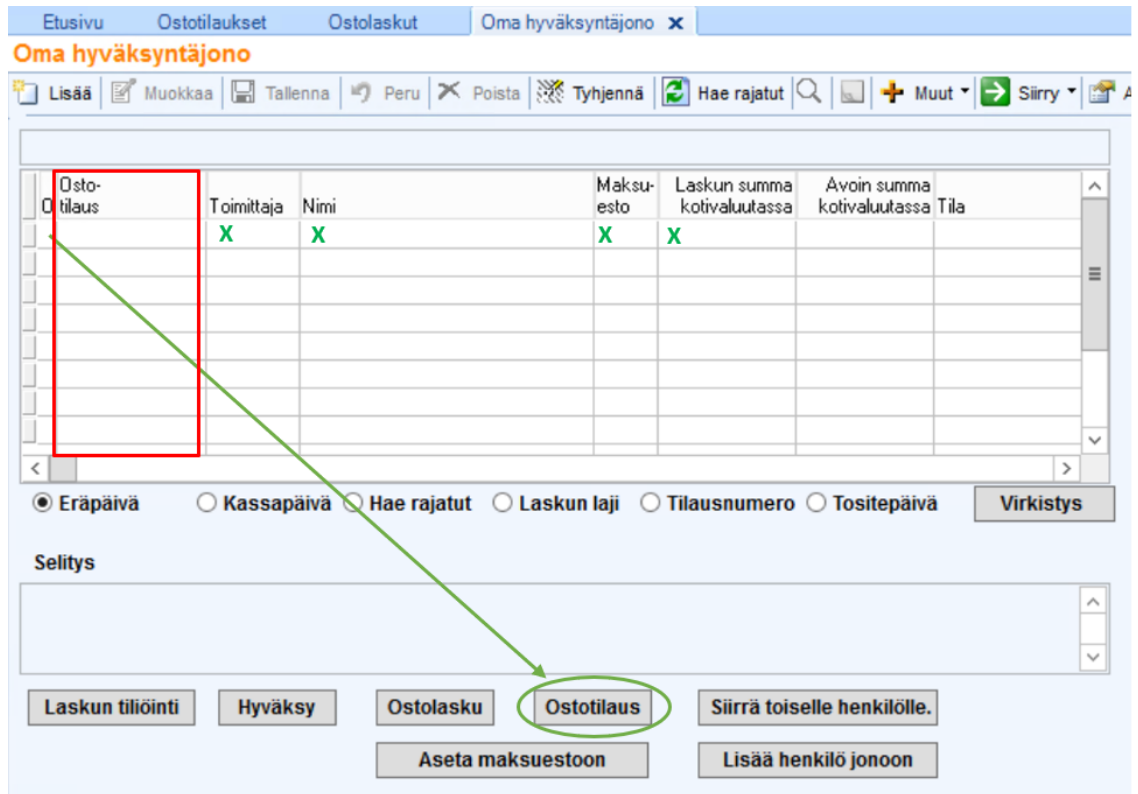 Etusivu Ostotilaukset Ostolaskut Oma hyväksyntäjono X
Oma hyväksyntäjono
Lisää Muokkaa Tallenna Peru Poista Tyhjennä Hae rajatut Muut Siirry A
Osto- Maksu- Laskun summa Avoin summa
O tilaus Toimittaja Nimi esto kotivaluutassa kotivaluutassa Tila
X X X X
Eräpäivä Kassapäivä Hae rajatut Laskun laji Tilausnumero Tositepäivä Virkistys
Selitys
Laskun tiliöinti Hyväksy Ostolasku Ostotilaus Siirrä toiselle henkilölle.
Aseta maksuestoon Lisää henkilö jonoon